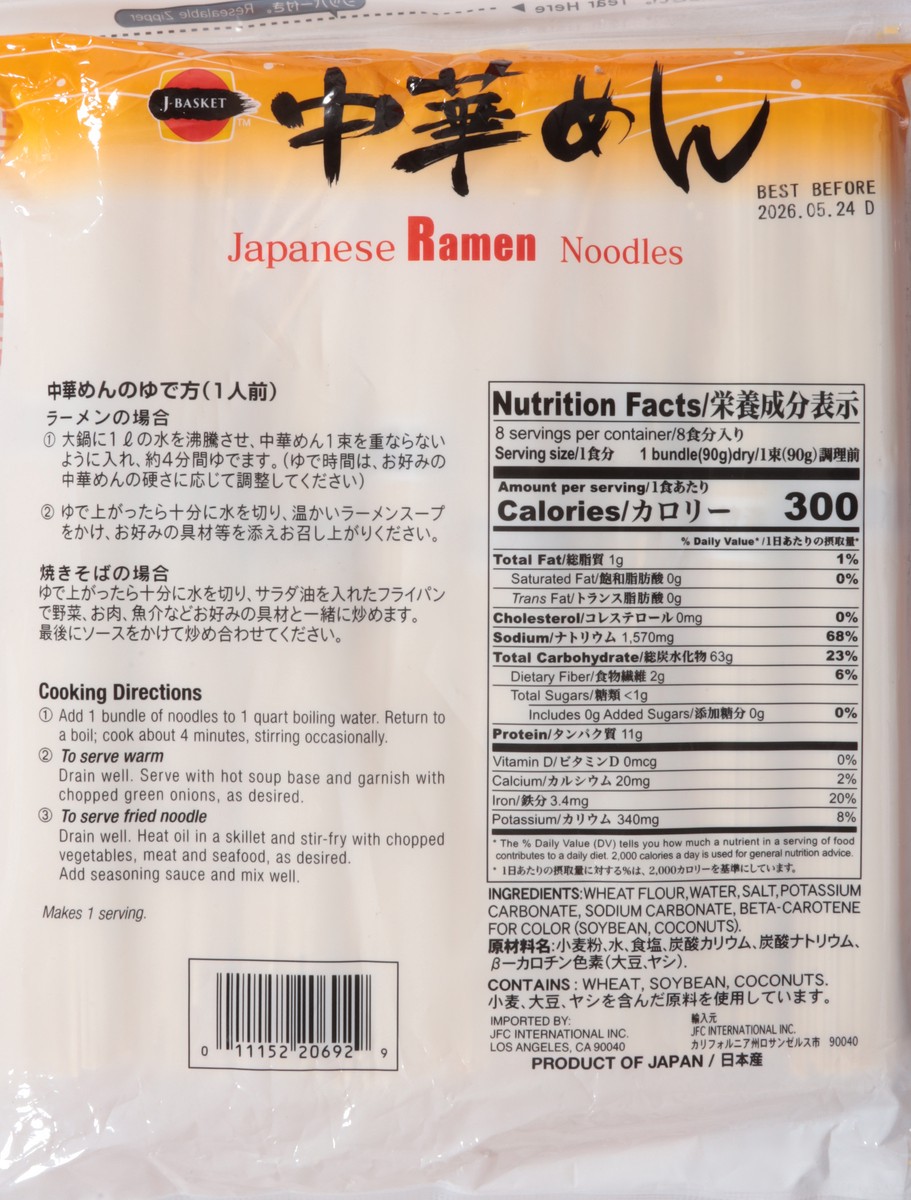 Resealable Zipper ジッパー付き。
◀ Tear Here
J-BASKET TM
中華めん
BEST BEFORE
2026.05.24 D
Japanese Ramen Noodles
中華めんのゆで方(1人前)
ラーメンの場合
① 大鍋に1ℓの水を沸騰させ、中華めん1束を重ならない
ように入れ、約4分間ゆでます。(ゆで時間は、お好みの
中華めんの硬さに応じて調整してください)
② ゆで上がったら十分に水を切り、温かいラーメンスープ
をかけ、お好みの具材等を添えお召し上がりください。
焼きそばの場合
ゆで上がったら十分に水を切り、サラダ油を入れたフライパン
で野菜、お肉、魚介などお好みの具材と一緒に炒めます。
最後にソースをかけて炒め合わせてください。
Cooking Directions
① Add 1 bundle of noodles to 1 quart boiling water. Return to
a boil; cook about 4 minutes, stirring occasionally.
② To serve warm
Drain well. Serve with hot soup base and garnish with
chopped green onions, as desired.
③ To serve fried noodle
Drain well. Heat oil in a skillet and stir-fry with chopped
vegetables, meat and seafood, as desired.
Add seasoning sauce and mix well.
Makes 1 serving.
0 11152 20692 9
Nutrition Facts/栄養成分表示
8 servings per container/8食分入り
Serving size/1食分 1 bundle(90g)dry/1束(90g)調理前
Amount per serving/1食あたり
Calories/カロリー 300
% Daily Value*/1日あたりの摂取量*
Total Fat/総脂質 1g 1%
Saturated Fat/飽和脂肪酸 0g 0%
Trans Fat/トランス脂肪酸 0g
Cholesterol/コレステロール 0mg 0%
Sodium/ナトリウム 1,570mg 68%
Total Carbohydrate/総炭水化物 63g 23%
Dietary Fiber/食物繊維 2g 6%
Total Sugars/糖類 <1g
Includes 0g Added Sugars/添加糖分 0g 0%
Protein/タンパク質 11g
Vitamin D/ビタミンD 0mcg 0%
Calcium/カルシウム 20mg 2%
Iron/鉄分 3.4mg 20%
Potassium/カリウム 340mg 8%
* The % Daily Value (DV) tells you how much a nutrient in a serving of food
contributes to a daily diet. 2,000 calories a day is used for general nutrition advice.
* 1日あたりの摂取量に対する%は、2,000カロリーを基準にしています。
INGREDIENTS:WHEAT FLOUR, WATER, SALT, POTASSIUM
CARBONATE, SODIUM CARBONATE, BETA-CAROTENE
FOR COLOR (SOYBEAN, COCONUTS).
原材料名:小麦粉、水、食塩、炭酸カリウム、炭酸ナトリウム、
βーカロチン色素(大豆、ヤシ).
CONTAINS : WHEAT, SOYBEAN, COCONUTS.
小麦、大豆、ヤシを含んだ原料を使用しています。
IMPORTED BY:
JFC INTERNATIONAL INC.
LOS ANGELES, CA 90040
輸入元
JFC INTERNATIONAL INC.
カリフォルニア州ロサンゼルス市 90040
PRODUCT OF JAPAN / 日本産